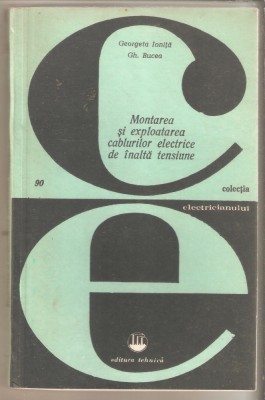 Georgeta Ioniță
Gh. Bucea
Montarea
și exploatarea
cablurilor electrice
de înaltă tensiune
90
colecția
electricianului
editura tehnică